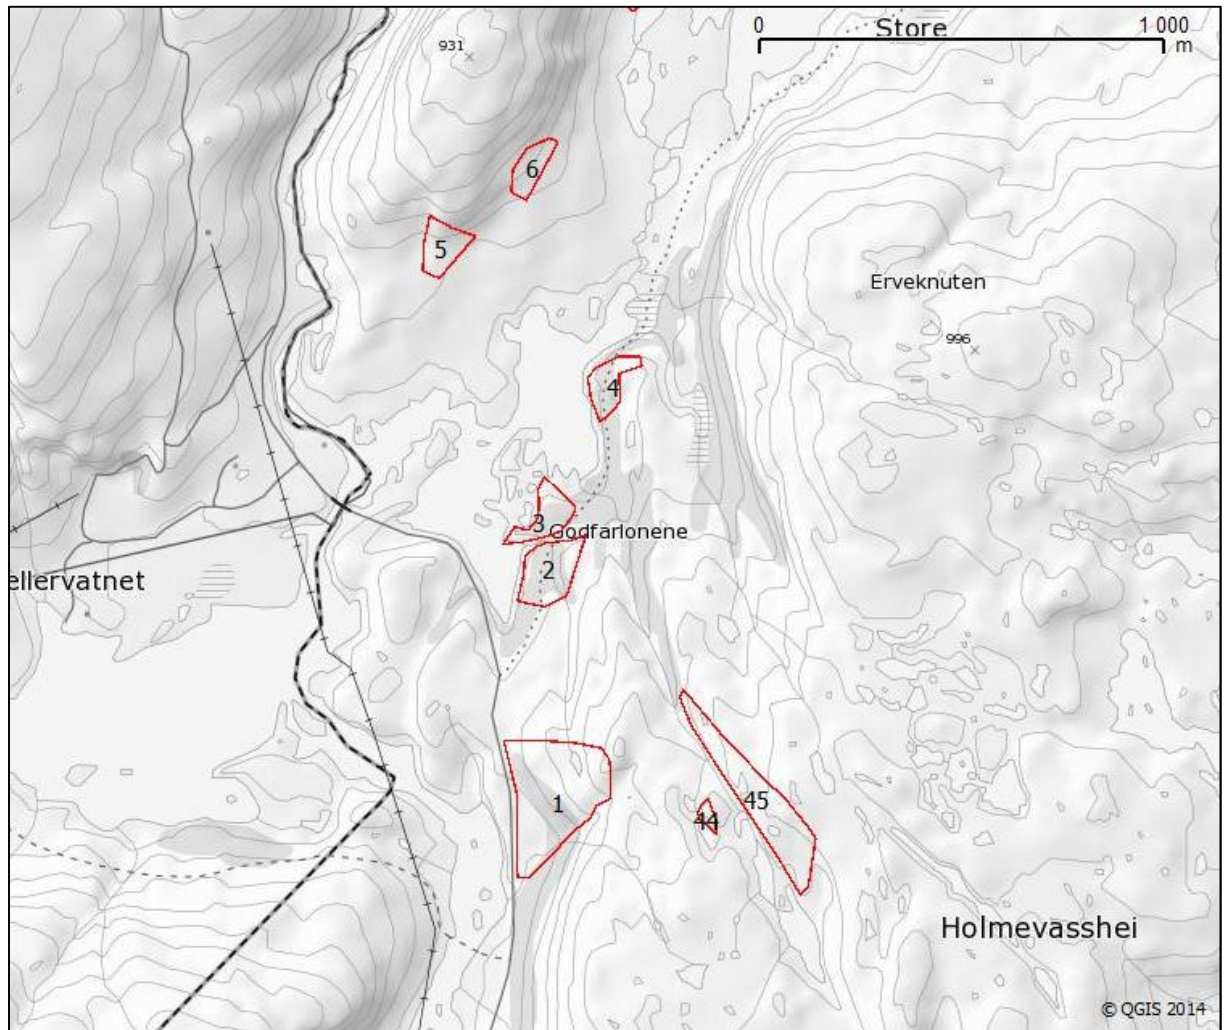 0 1 000
Store
m
931
6
5
Erveknuten
996
4
3
Godfarlonene
2
ellervatnet
1
45
44
Holmevasshei
© QGIS 2014